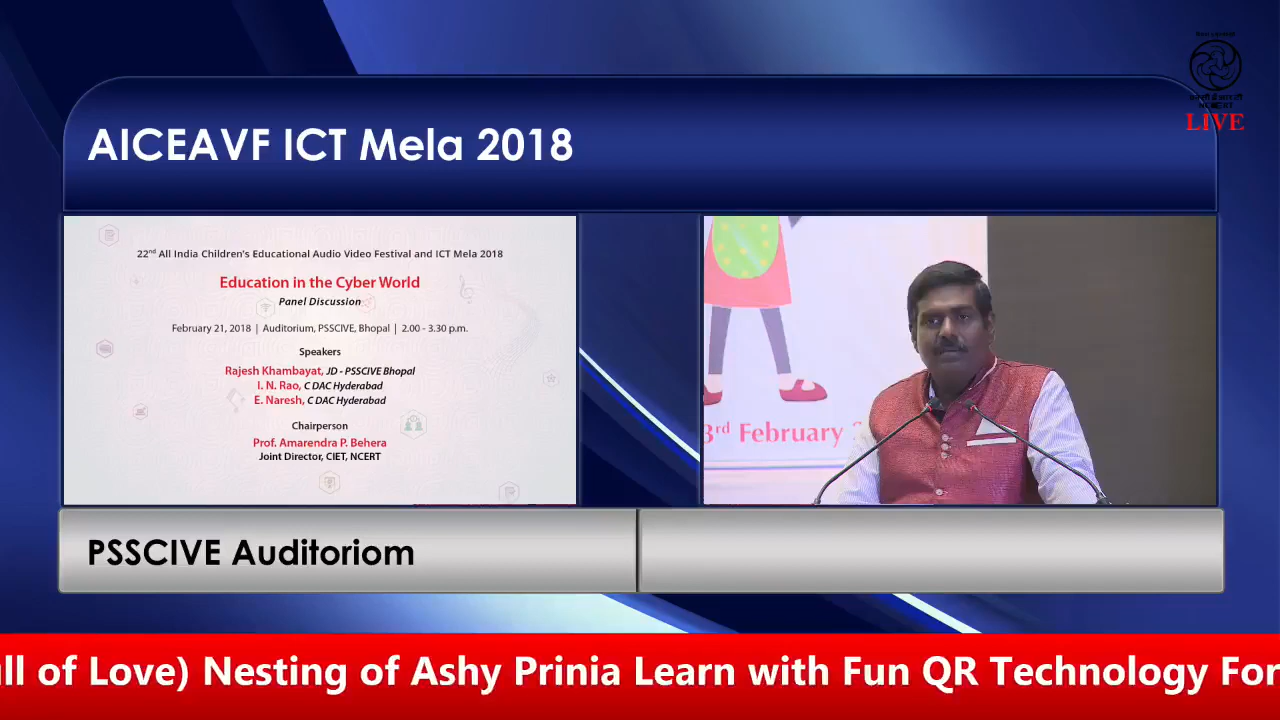 LIVE
AICEAVF ICT Mela 2018
22nd All India Children's Educational Audio Video Festival and ICT Mela 2018
Education in the Cyber World
Panel Discussion
February 21, 2018 | Auditorium, PSSCIVE, Bhopal | 2.00 - 3.30 p.m.
Speakers
Rajesh Khambayat, JD - PSSCIVE Bhopal
I. N. Rao, C DAC Hyderabad
E. Naresh, C DAC Hyderabad
Chairperson
Prof. Amarendra P. Behera
Joint Director, CIET, NCERT
3rd February
PSSCIVE Auditoriom
ll of Love) Nesting of Ashy Prinia Learn with Fun QR Technology For